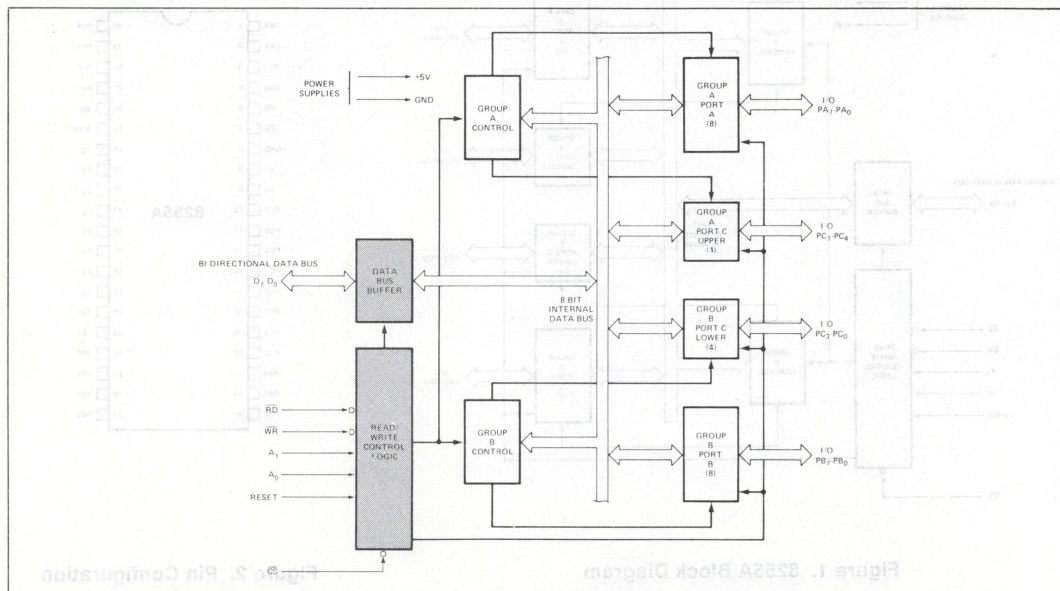 POWER
SUPPLIES
+5V
GND
GROUP
A
CONTROL
GROUP
A
PORT
A
(8)
I/O
PA7-PA0
GROUP
A
PORT C
UPPER
(4)
I/O
PC7-PC4
BI-DIRECTIONAL DATA BUS
D7 D0
DATA
BUS
BUFFER
8 BIT
INTERNAL
DATA BUS
GROUP
B
PORT C
LOWER
(4)
I/O
PC3-PC0
RD
WR
A1
A0
RESET
CS
READ/
WRITE
CONTROL
LOGIC
GROUP
B
CONTROL
GROUP
B
PORT
B
(8)
I/O
PB7-PB0
8255A
Figure 1. 8255A Block Diagram
Figure 2. Pin Configuration